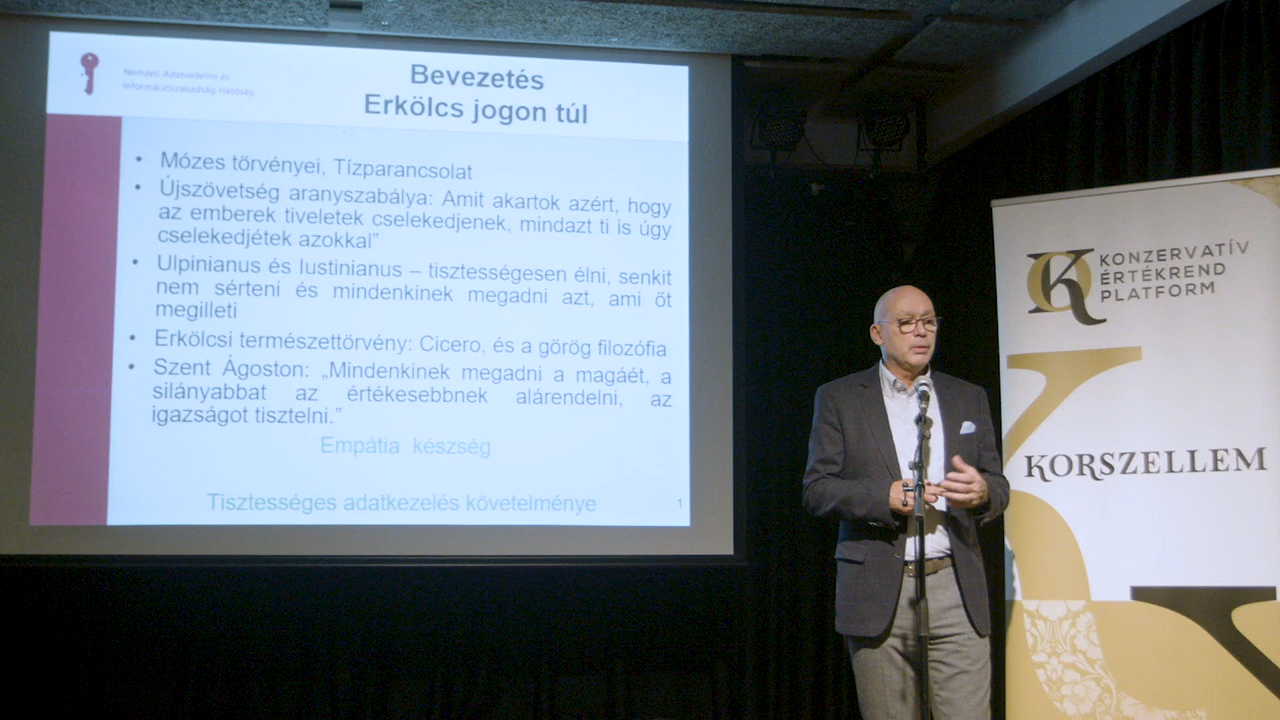 Nemzeti Adatvédelmi és
Információszabadság Hatóság
Bevezetés
Erkölcs jogon túl
• Mózes törvényei, Tízparancsolat
• Újszövetség aranyszabálya: Amit akartok azért, hogy
az emberek tiveletek cselekedjenek, mindazt ti is úgy
cselekedjétek azokkal”
• Ulpinianus és Iustinianus – tisztességesen élni, senkit
nem sérteni és mindenkinek megadni azt, ami őt
megilleti
• Erkölcsi természettörvény: Cicero, és a görög filozófia
• Szent Ágoston: „Mindenkinek megadni a magáét, a
silányabbat az értékesebbnek alárendelni, az
igazságot tisztelni.”
Empátia készség
Tisztességes adatkezelés követelménye
1
K
KONZERVATÍV
ÉRTÉKREND
PLATFORM
KORSZELLEM